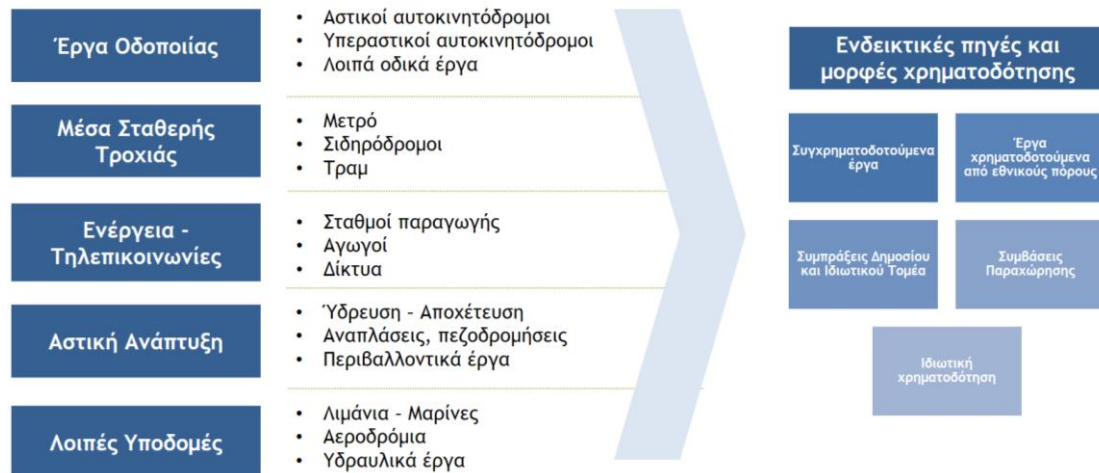 Έργα Οδοποιίας
• Αστικοί αυτοκινητόδρομοι
• Υπεραστικοί αυτοκινητόδρομοι
• Λοιπά οδικά έργα
Μέσα Σταθερής
Τροχιάς
• Μετρό
• Σιδηρόδρομοι
• Τραμ
Ενέργεια -
Τηλεπικοινωνίες
• Σταθμοί παραγωγής
• Αγωγοί
• Δίκτυα
Αστική Ανάπτυξη
• Ύδρευση – Αποχέτευση
• Αναπλάσεις, πεζοδρομήσεις
• Περιβαλλοντικά έργα
Λοιπές Υποδομές
• Λιμάνια – Μαρίνες
• Αεροδρόμια
• Υδραυλικά έργα
Ενδεικτικές πηγές και
μορφές χρηματοδότησης
Συγχρηματοδοτούμενα
έργα
Έργα
χρηματοδοτούμενα
από εθνικούς πόρους
Συμπράξεις Δημοσίου
και Ιδιωτικού Τομέα
Συμβάσεις
Παραχώρησης
Ιδιωτική
χρηματοδότηση